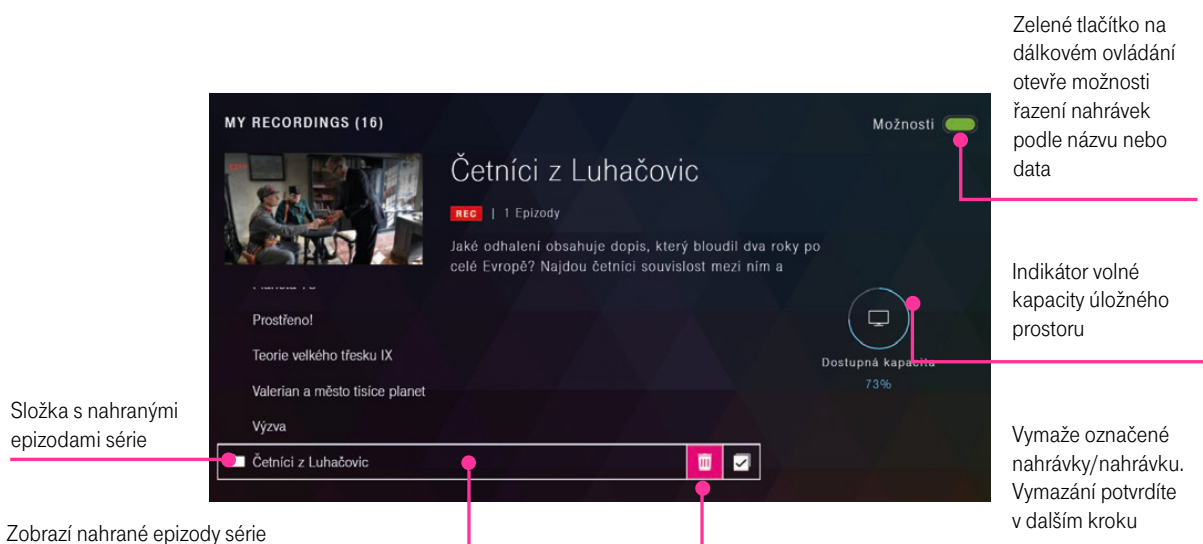 Zelené tlačítko na
dálkovém ovládání
otevře možnosti
řazení nahrávek
podle názvu nebo
data
MY RECORDINGS (16)
Možnosti
Četníci z Luhačovic
REC | 1 Epizody
Jaké odhalení obsahuje dopis, který bloudil dva roky po
celé Evropě? Najdou četníci souvislost mezi ním a
Indikátor volné
kapacity úložného
prostoru
Prostřeno!
Teorie velkého třesku IX
Valerian a město tisíce planet
Výzva
Četníci z Luhačovic
Dostupná kapacita
73%
Složka s nahranými
epizodami série
Vymaže označené
nahrávky/nahrávku.
Vymazání potvrdíte
v dalším kroku
Zobrazí nahrané epizody série